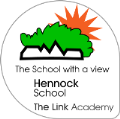 The School with a view
Hennock
School
The Link Academy